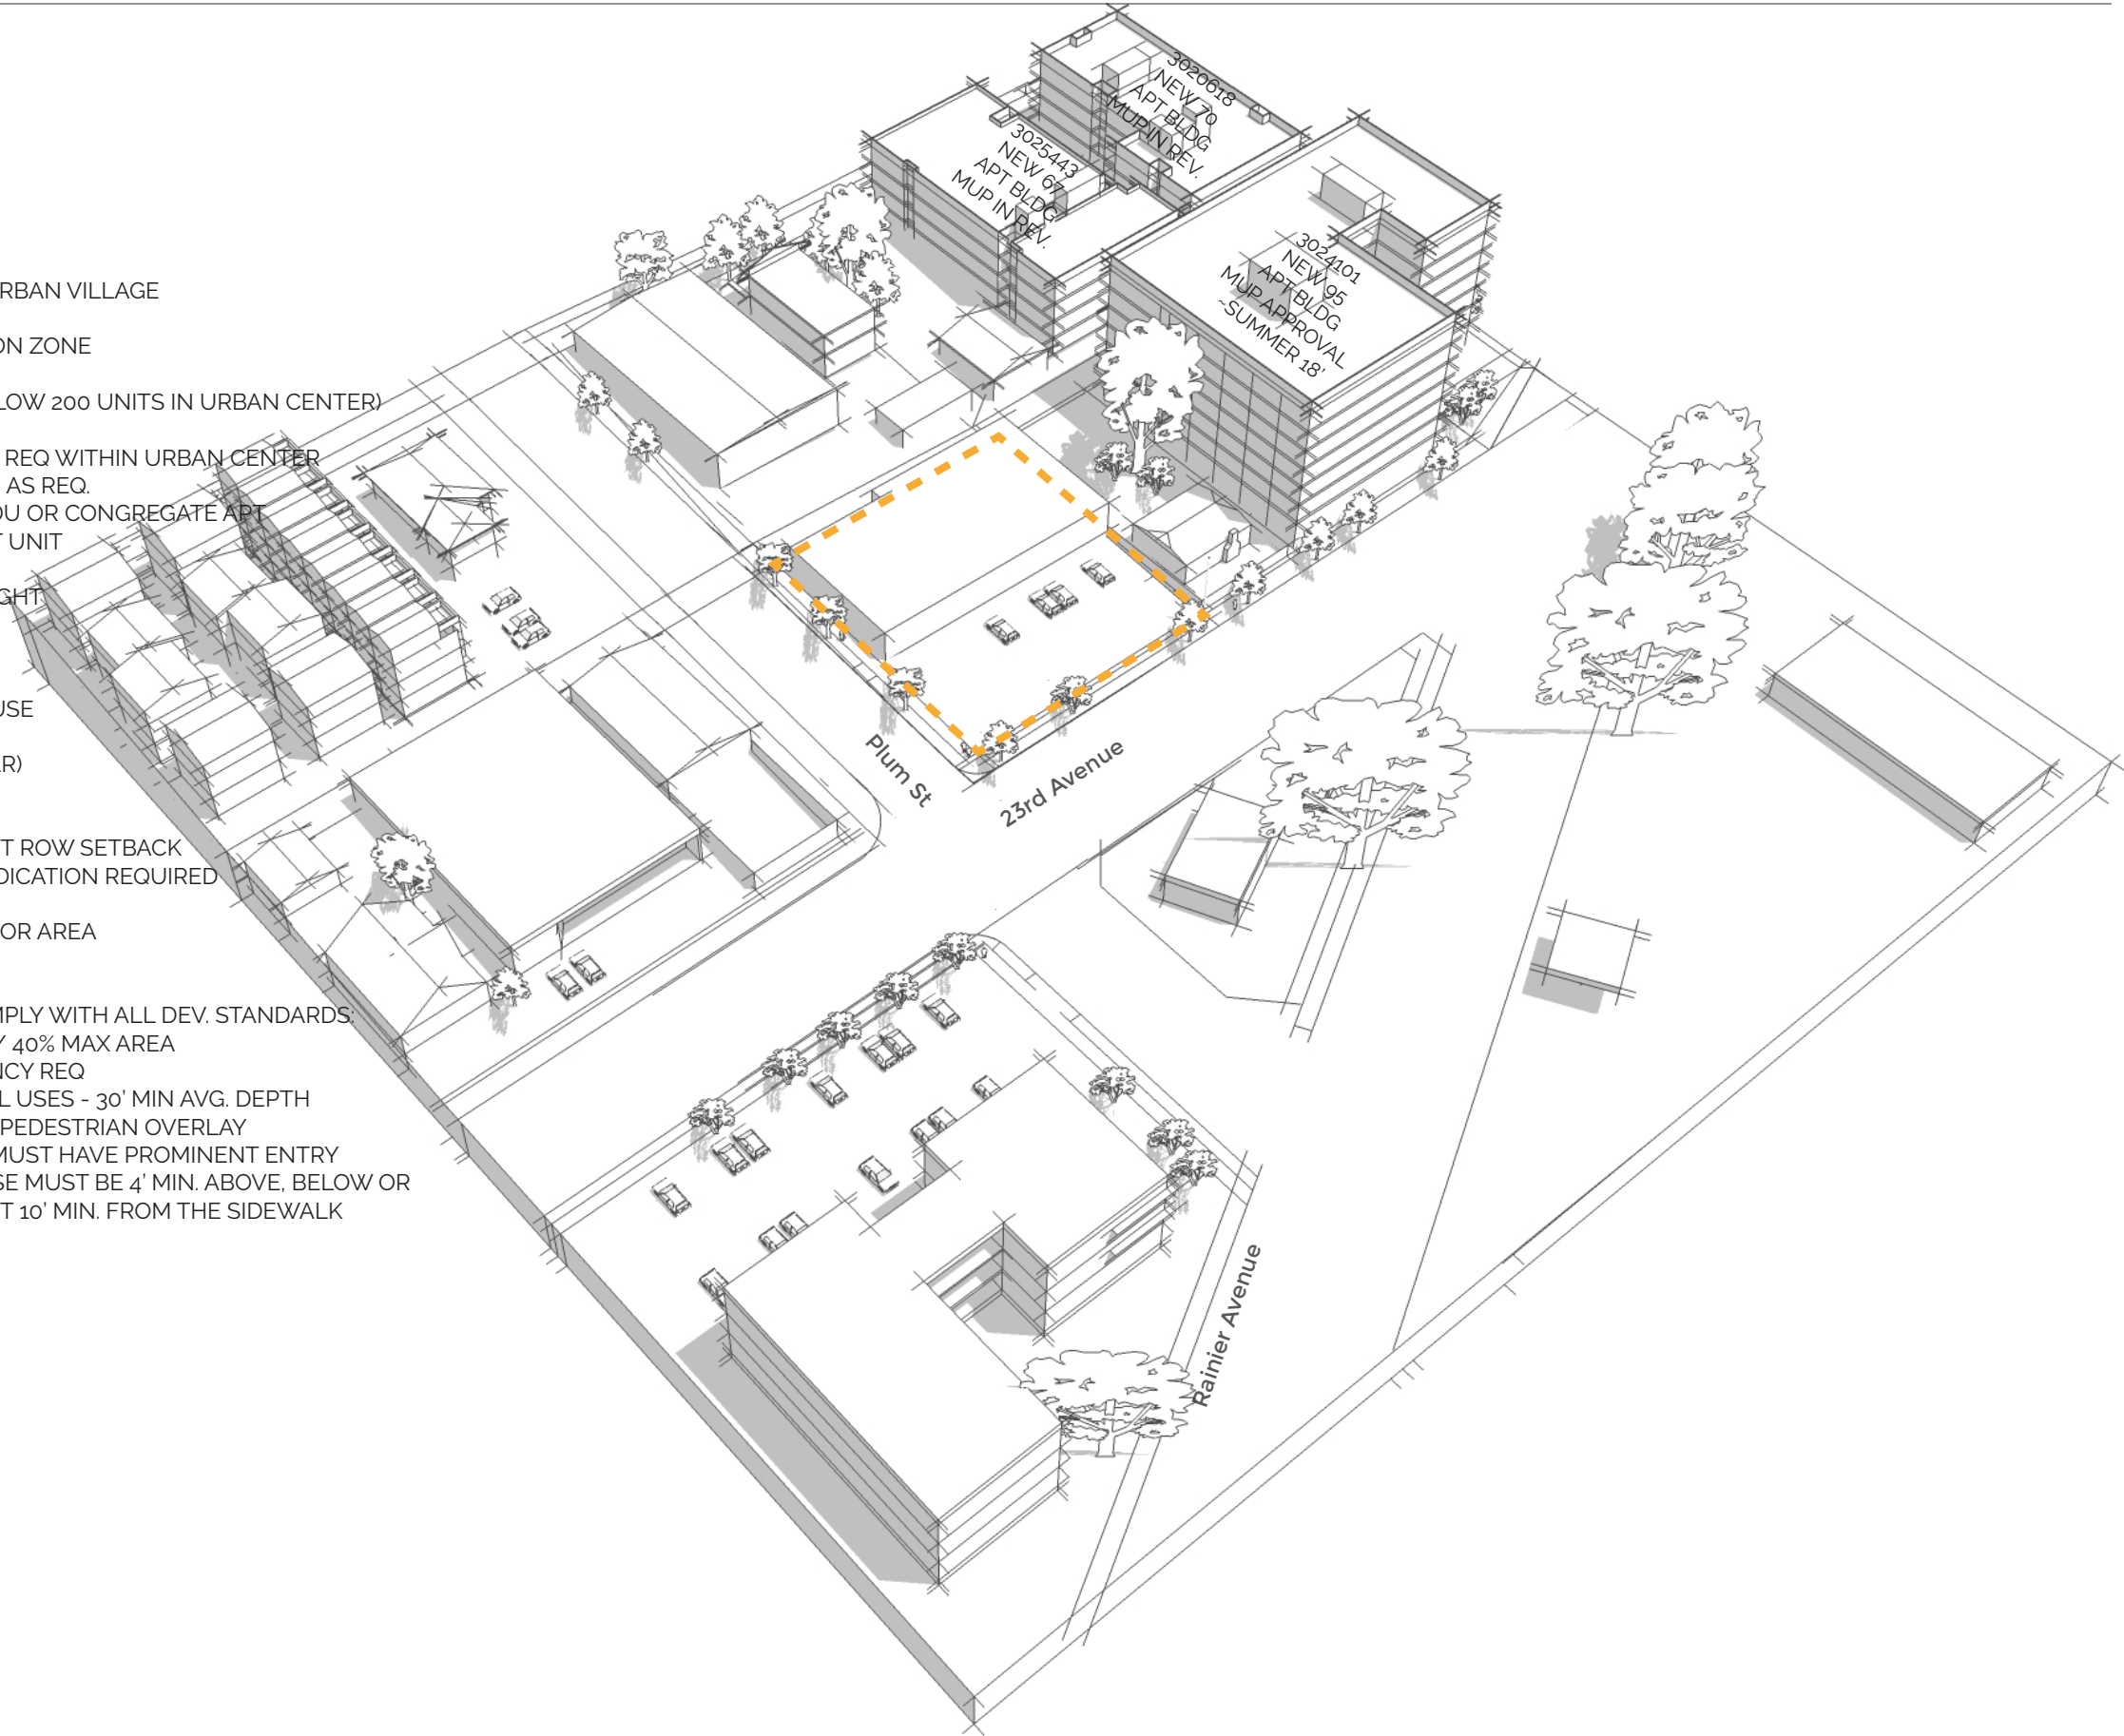 RBAN VILLAGE
ON ZONE
LOW 200 UNITS IN URBAN CENTER)
REQ WITHIN URBAN CENTER
AS REQ.
DU OR CONGREGATE APT
T UNIT
GHT
USE
AR)
T ROW SETBACK
DICATION REQUIRED
OR AREA
MPLY WITH ALL DEV. STANDARDS:
Y 40% MAX AREA
NCY REQ
L USES - 30' MIN AVG. DEPTH
PEDESTRIAN OVERLAY
MUST HAVE PROMINENT ENTRY
SE MUST BE 4' MIN. ABOVE, BELOW OR
T 10' MIN. FROM THE SIDEWALK
3020618
NEW 70
APT BLDG
MUP IN REV.
3025443
NEW 67
APT BLDG
MUP IN REV.
3024101
NEW 95
APT BLDG
MUP APPROVAL
~SUMMER 18'
Plum St
23rd Avenue
Rainier Avenue